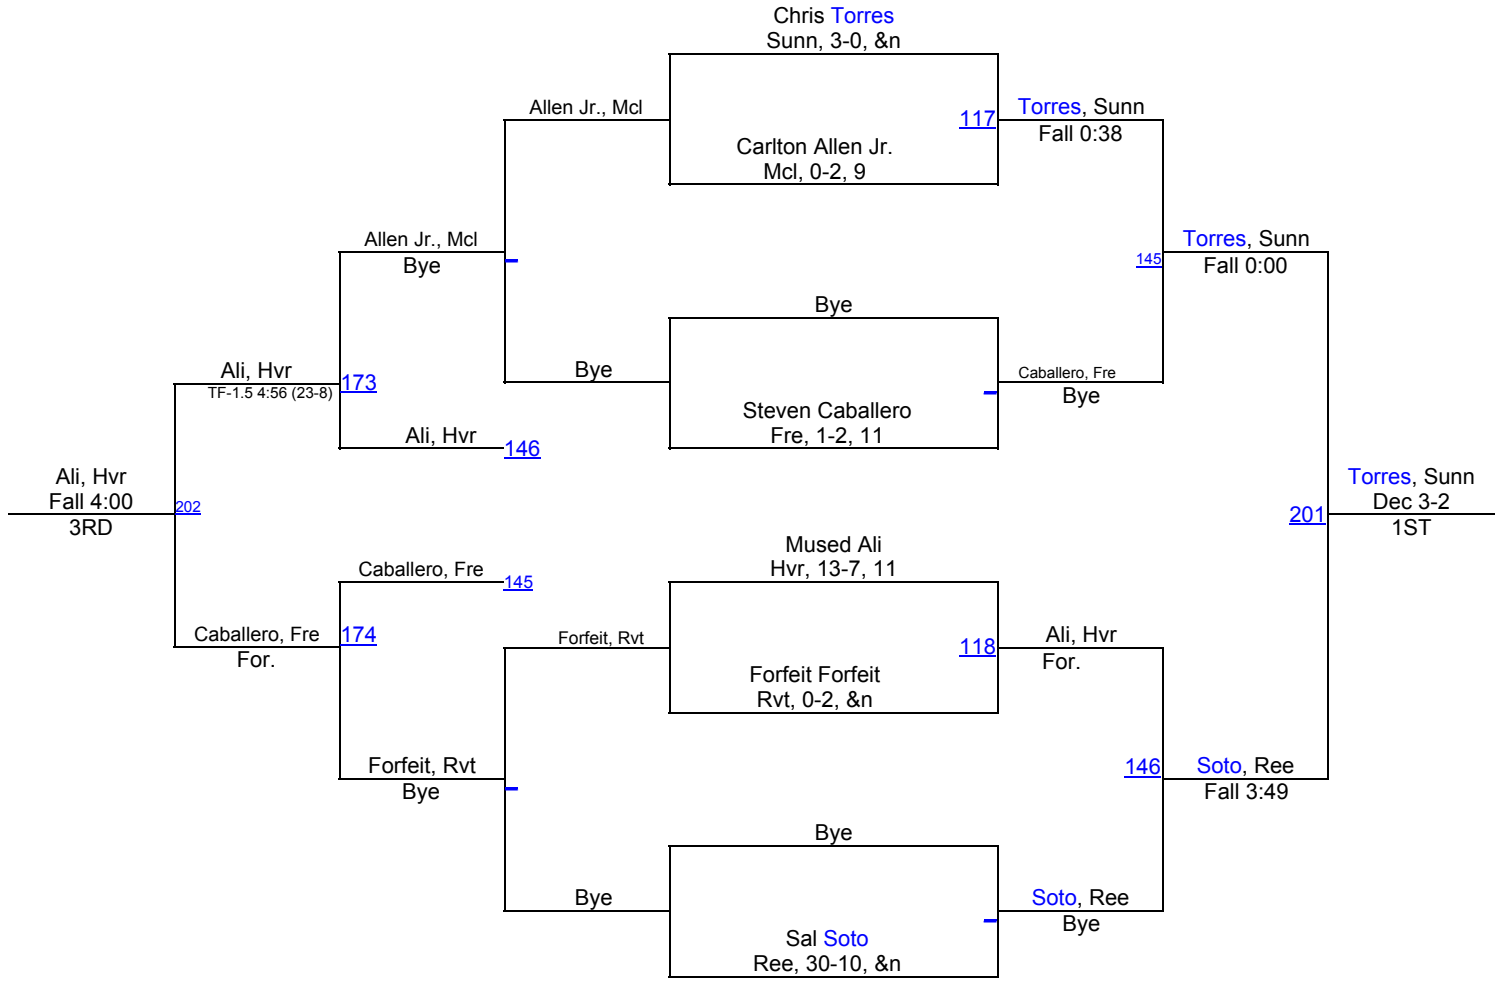 Chris Torres
Sunn, 3-0, &n
Allen Jr., Mcl
117
Torres, Sunn
Fall 0:38
Carlton Allen Jr.
Mcl, 0-2, 9
Allen Jr., Mcl
Bye
Torres, Sunn
Fall 0:00
145
Bye
Bye
Caballero, Fre
Bye
Ali, Hvr
TF-1.5 4:56 (23-8)
173
Steven Caballero
Fre, 1-2, 11
Ali, Hvr
146
Ali, Hvr
Fall 4:00
3RD
202
Torres, Sunn
Dec 3-2
1ST
201
Mused Ali
Hvr, 13-7, 11
Caballero, Fre
145
Caballero, Fre
For.
174
Forfeit, Rvt
118
Ali, Hvr
For.
Forfeit Forfeit
Rvt, 0-2, &n
Forfeit, Rvt
Bye
146
Soto, Ree
Fall 3:49
Bye
Bye
Soto, Ree
Bye
Sal Soto
Ree, 30-10, &n